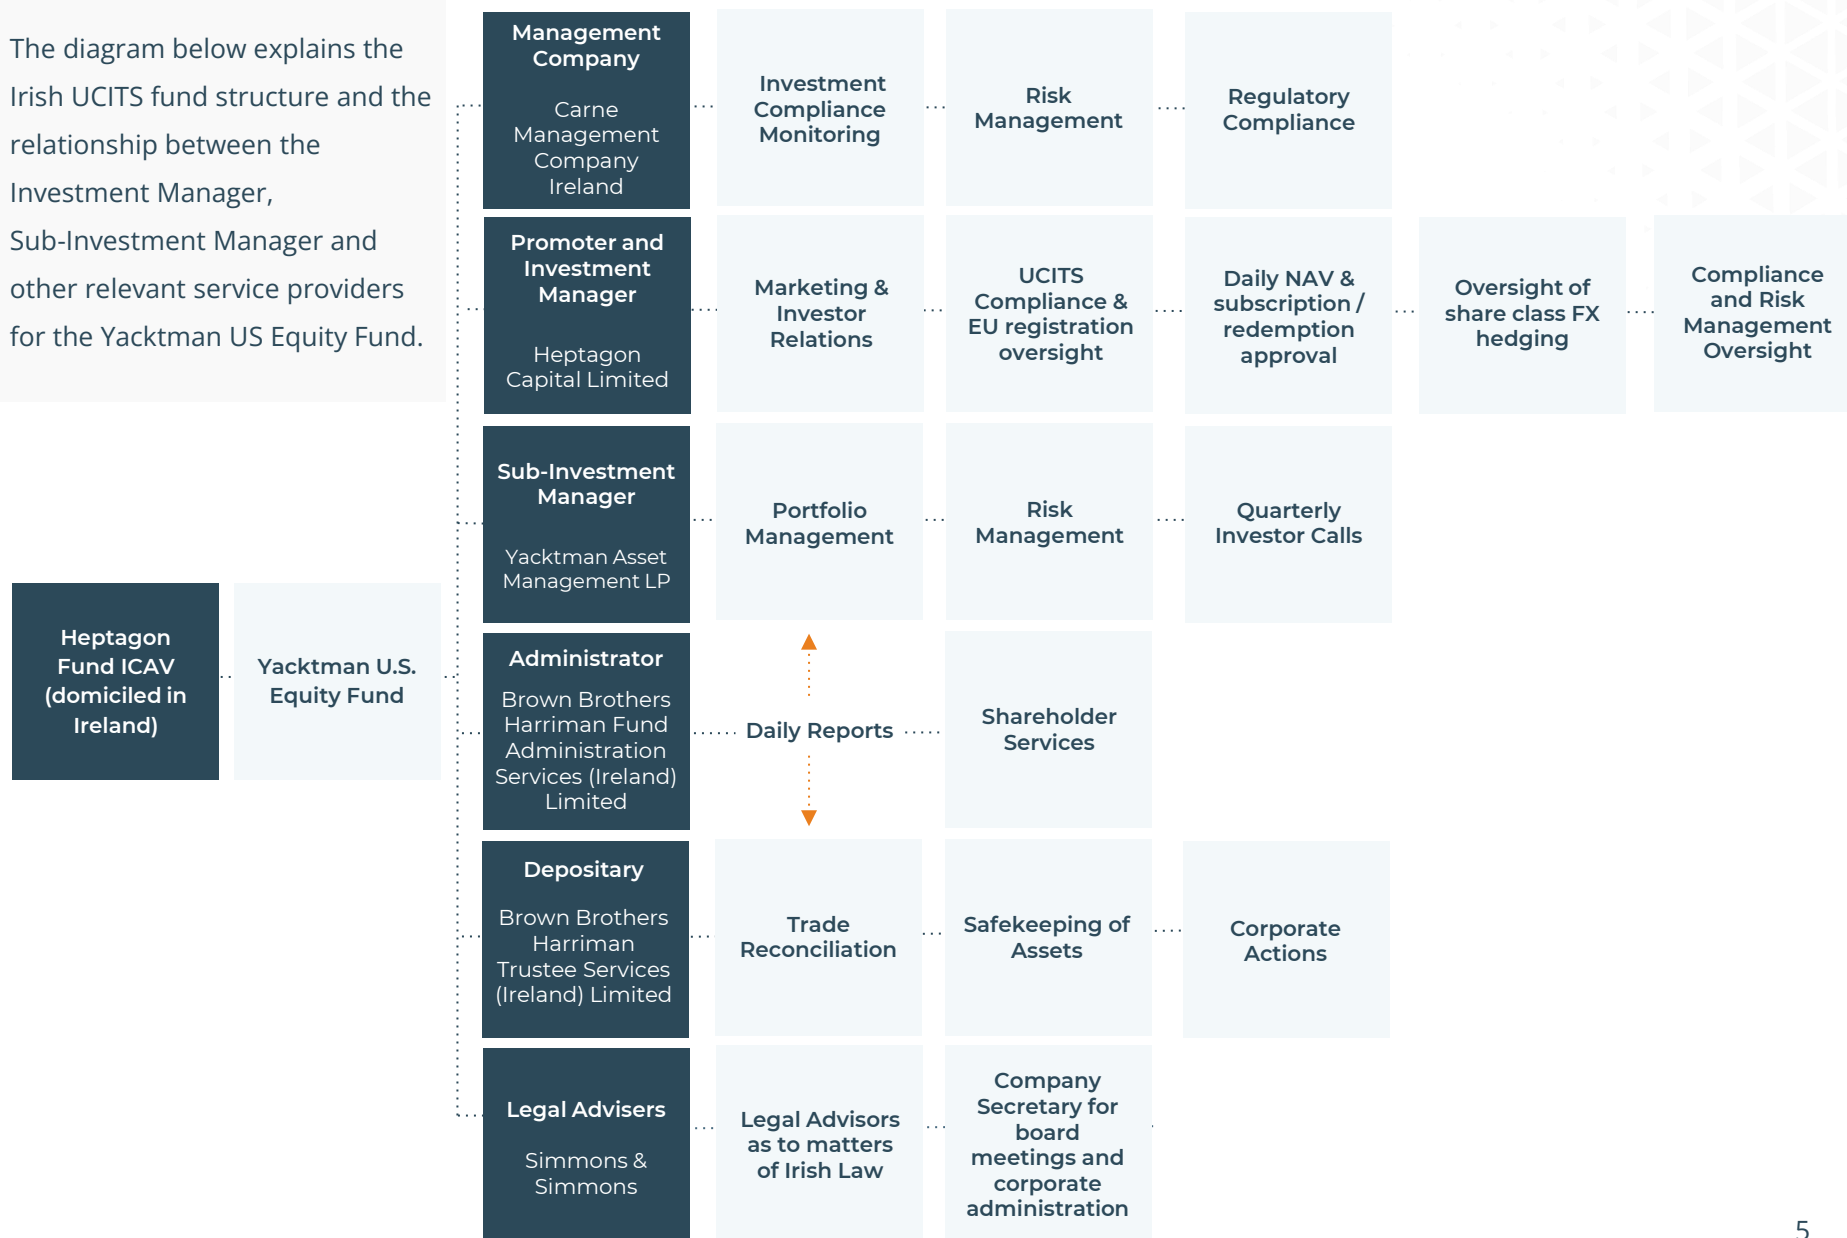 The diagram below explains the
Irish UCITS fund structure and the
relationship between the
Investment Manager,
Sub-Investment Manager and
other relevant service providers
for the Yacktman US Equity Fund.
Heptagon
Fund ICAV
(domiciled in
Ireland)
Yacktman U.S.
Equity Fund
Management
Company
Carne
Management
Company
Ireland
Investment
Compliance
Monitoring
Risk
Management
Regulatory
Compliance
Promoter and
Investment
Manager
Heptagon
Capital Limited
Marketing &
Investor
Relations
UCITS
Compliance &
EU registration
oversight
Daily NAV &
subscription /
redemption
approval
Oversight of
share class FX
hedging
Compliance
and Risk
Management
Oversight
Sub-Investment
Manager
Yacktman Asset
Management LP
Portfolio
Management
Risk
Management
Quarterly
Investor Calls
Administrator
Brown Brothers
Harriman Fund
Administration
Services (Ireland)
Limited
Daily Reports
Shareholder
Services
Depositary
Brown Brothers
Harriman
Trustee Services
(Ireland) Limited
Trade
Reconciliation
Safekeeping of
Assets
Corporate
Actions
Legal Advisers
Simmons &
Simmons
Legal Advisors
as to matters
of Irish Law
Company
Secretary for
board
meetings and
corporate
administration
5